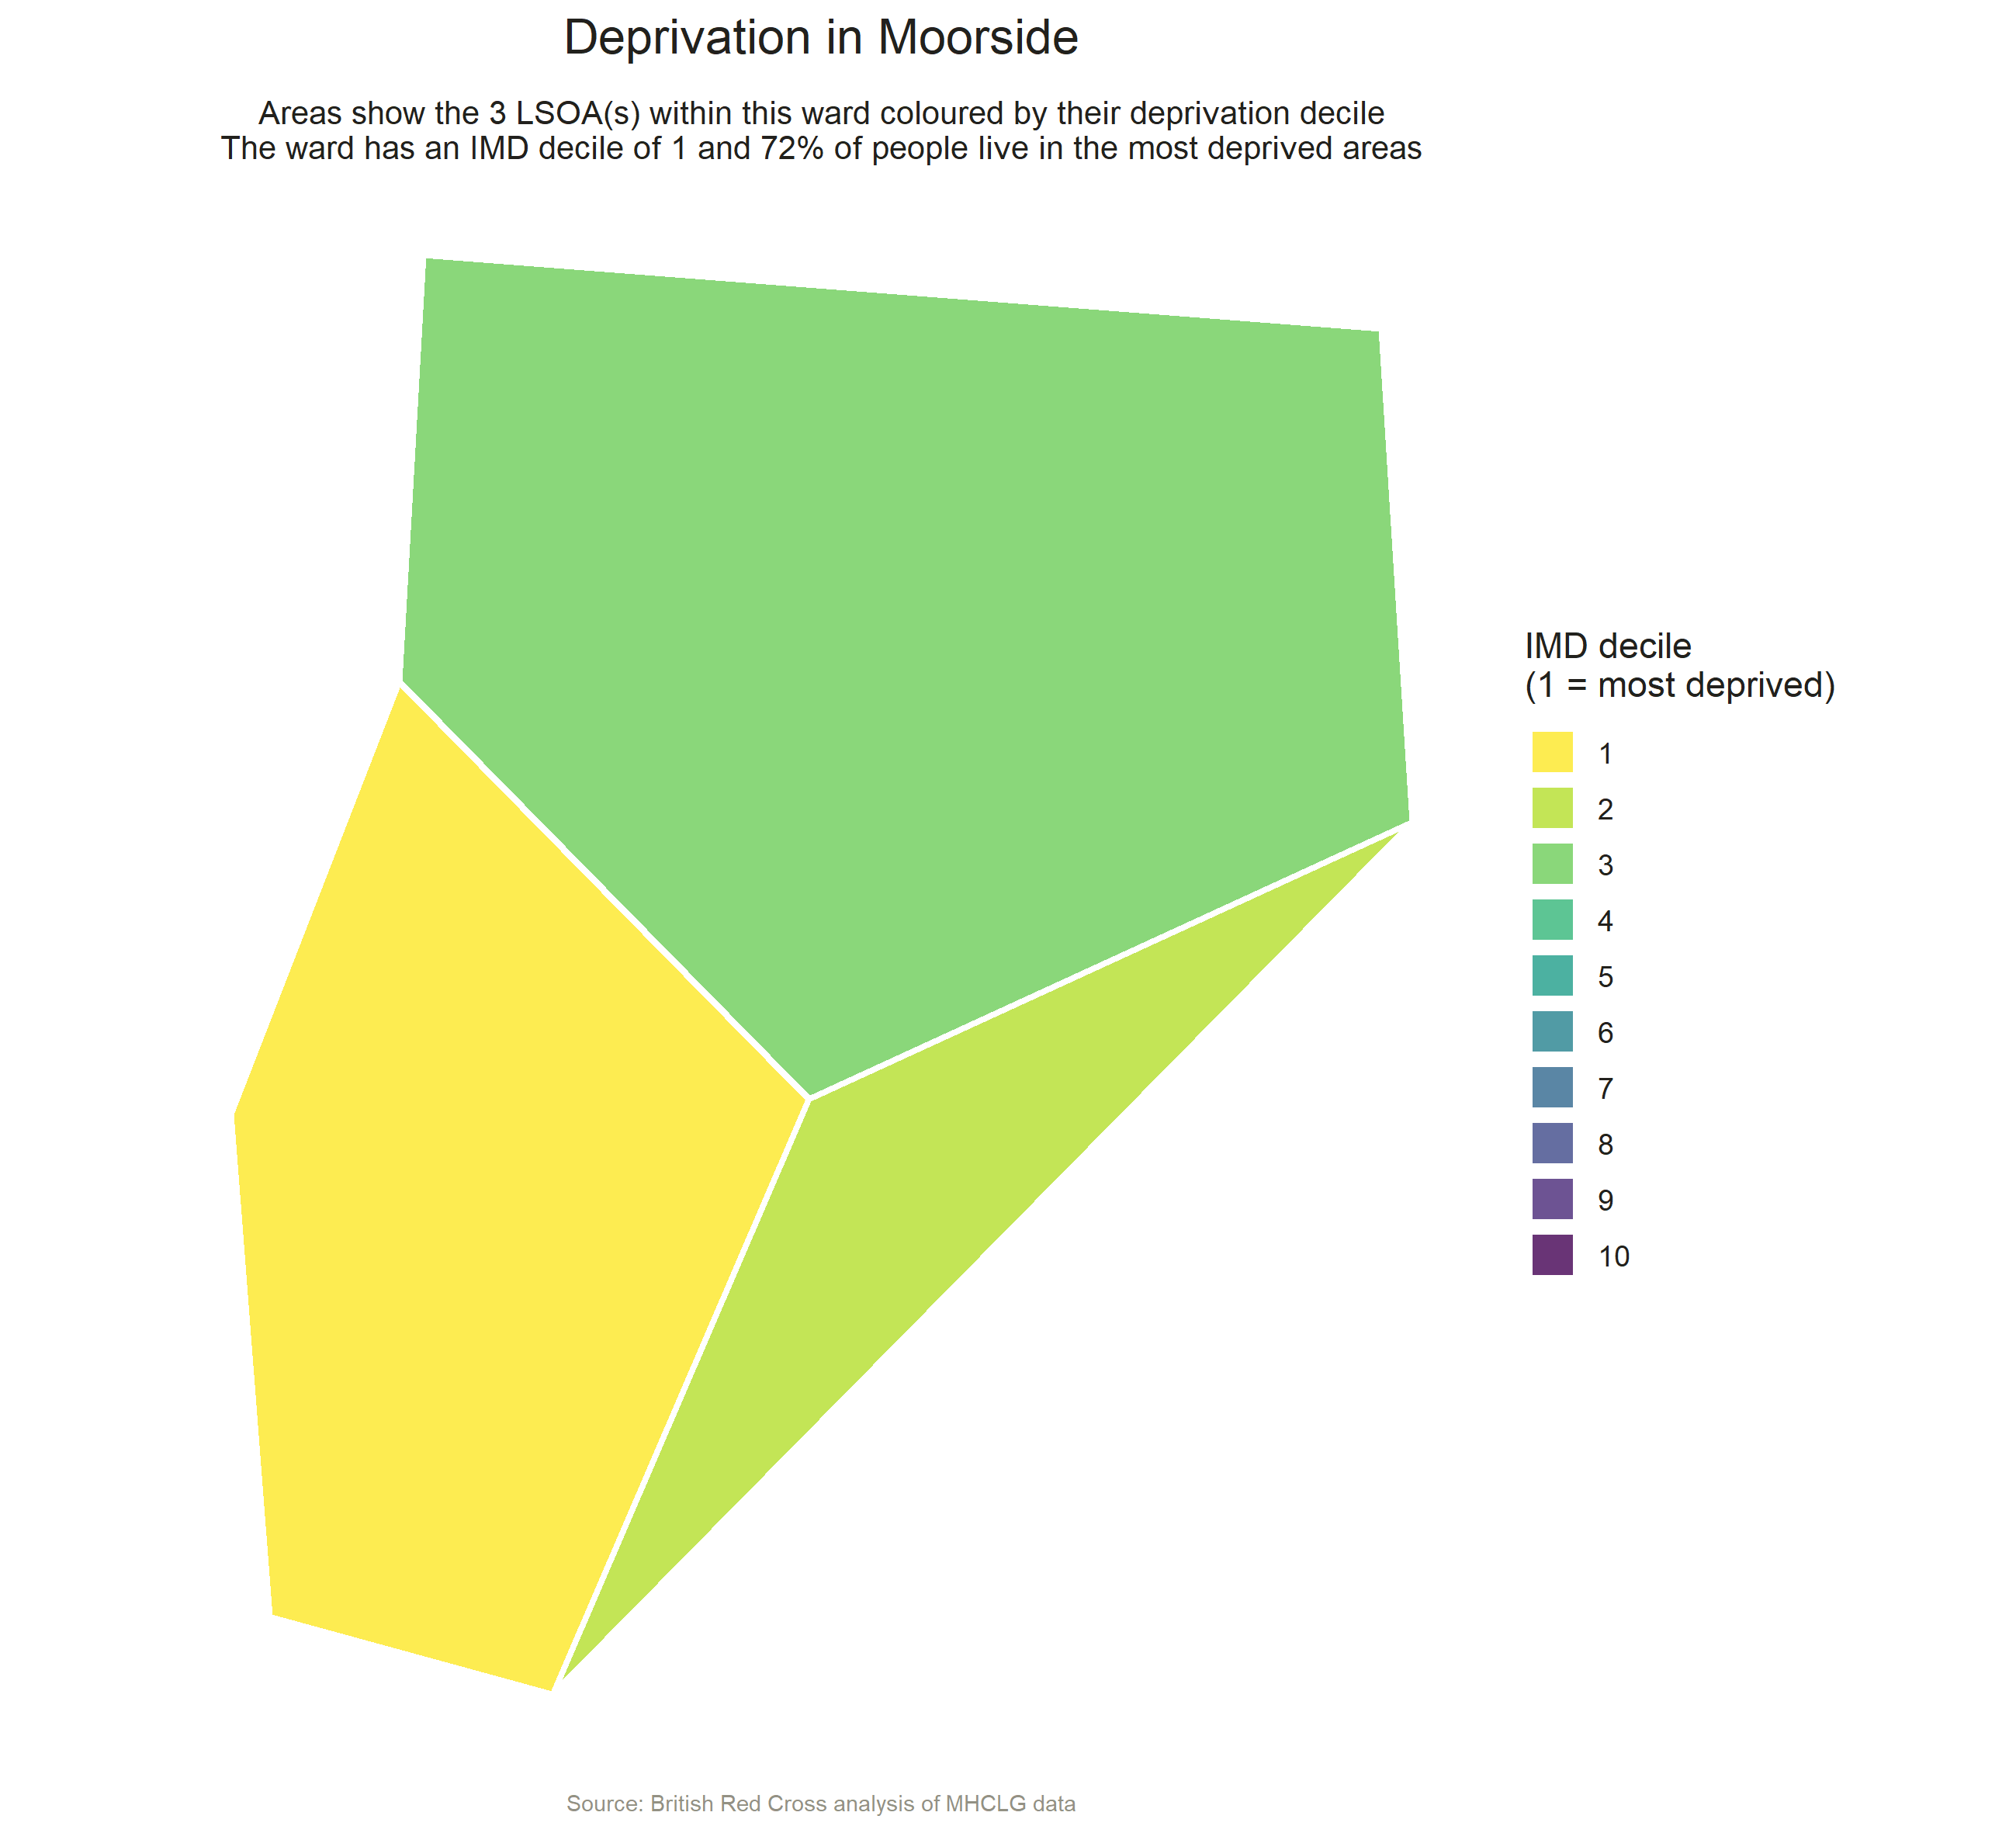 Deprivation in Moorside
Areas show the 3 LSOA(s) within this ward coloured by their deprivation decile
The ward has an IMD decile of 1 and 72% of people live in the most deprived areas
IMD decile
(1 = most deprived)
1
2
3
4
5
6
7
8
9
10
Source: British Red Cross analysis of MHCLG data